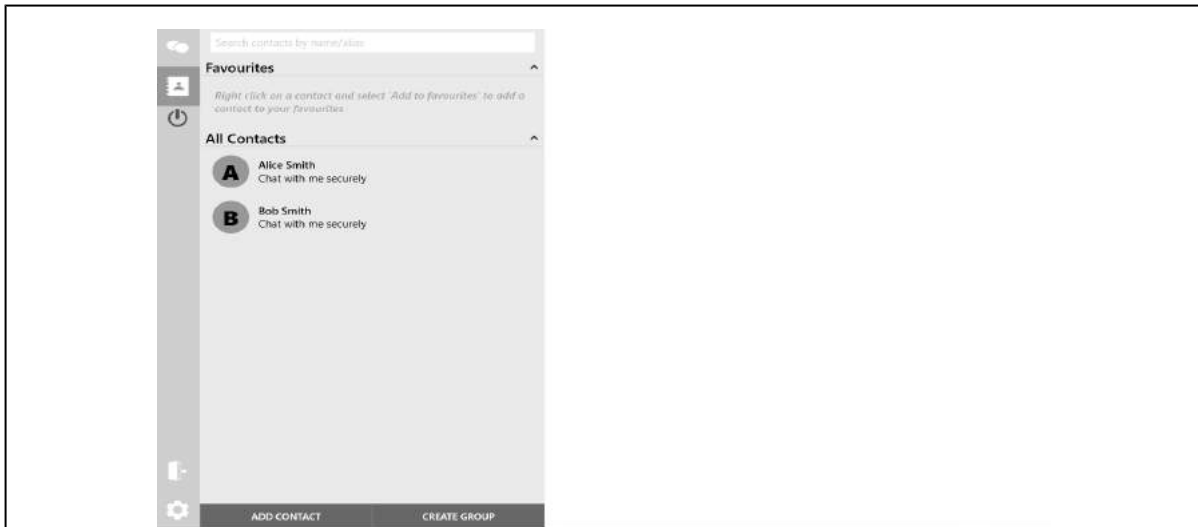 Search contacts by name/alias
Favourites
Right click on a contact and select 'Add to favourites' to add a
contact to your favourites
All Contacts
A
Alice Smith
Chat with me securely
B
Bob Smith
Chat with me securely
ADD CONTACT
CREATE GROUP